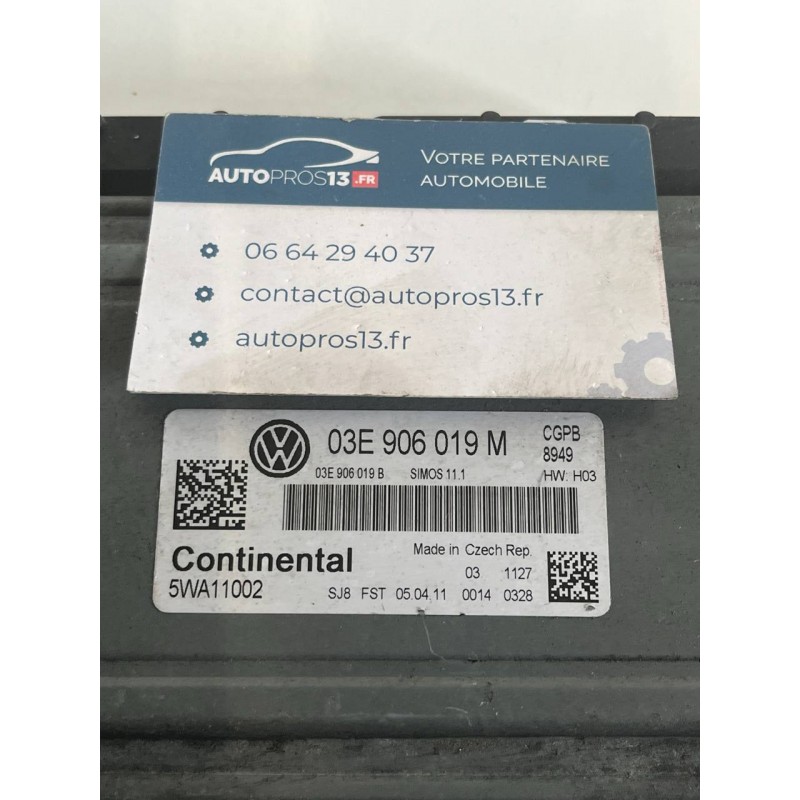 AUTOPROS13.FR
VOTRE PARTENAIRE
AUTOMOBILE
06 64 29 40 37
contact@autopros13.fr
autopros13.fr
03E 906 019 M
CGPB
8949
03E 906 019 B SIMOS 11.1
HW: H03
Continental
Made in Czech Rep.
03 1127
5WA11002
SJ8 FST 05.04.11 0014 0328